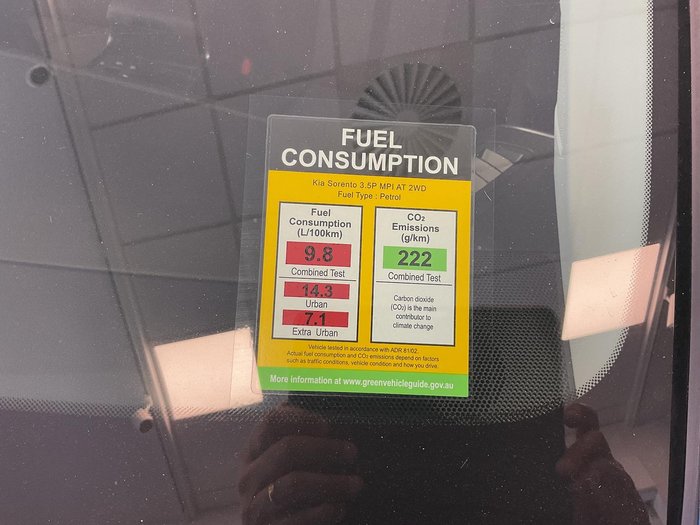 FUEL
CONSUMPTION
Kia Sorento 3.5P MPI AT 2WD
Fuel Type : Petrol
Fuel
Consumption
(L/100km)
9.8
Combined Test
14.3
Urban
7.1
Extra Urban
CO₂
Emissions
(g/km)
222
Combined Test
Carbon dioxide
(CO₂) is the main
contributor to
climate change
Vehicle tested in accordance with ADR 81/02.
Actual fuel consumption and CO₂ emissions depend on factors
such as traffic conditions, vehicle condition and how you drive.
More information at www.greenvehicleguide.gov.au